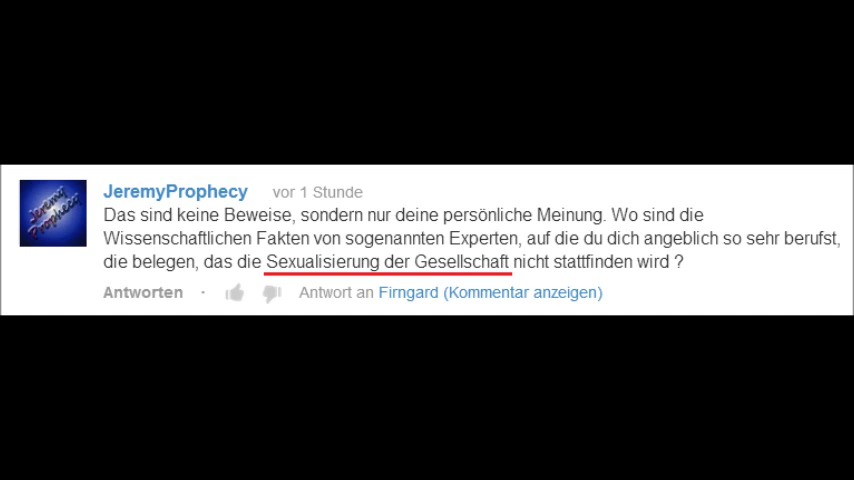 Jeremy
Prophecy
JeremyProphecy vor 1 Stunde
Das sind keine Beweise, sondern nur deine persönliche Meinung. Wo sind die
Wissenschaftlichen Fakten von sogenannten Experten, auf die du dich angeblich so sehr berufst,
die belegen, das die Sexualisierung der Gesellschaft nicht stattfinden wird ?
Antworten · Antwort an Firngard (Kommentar anzeigen)